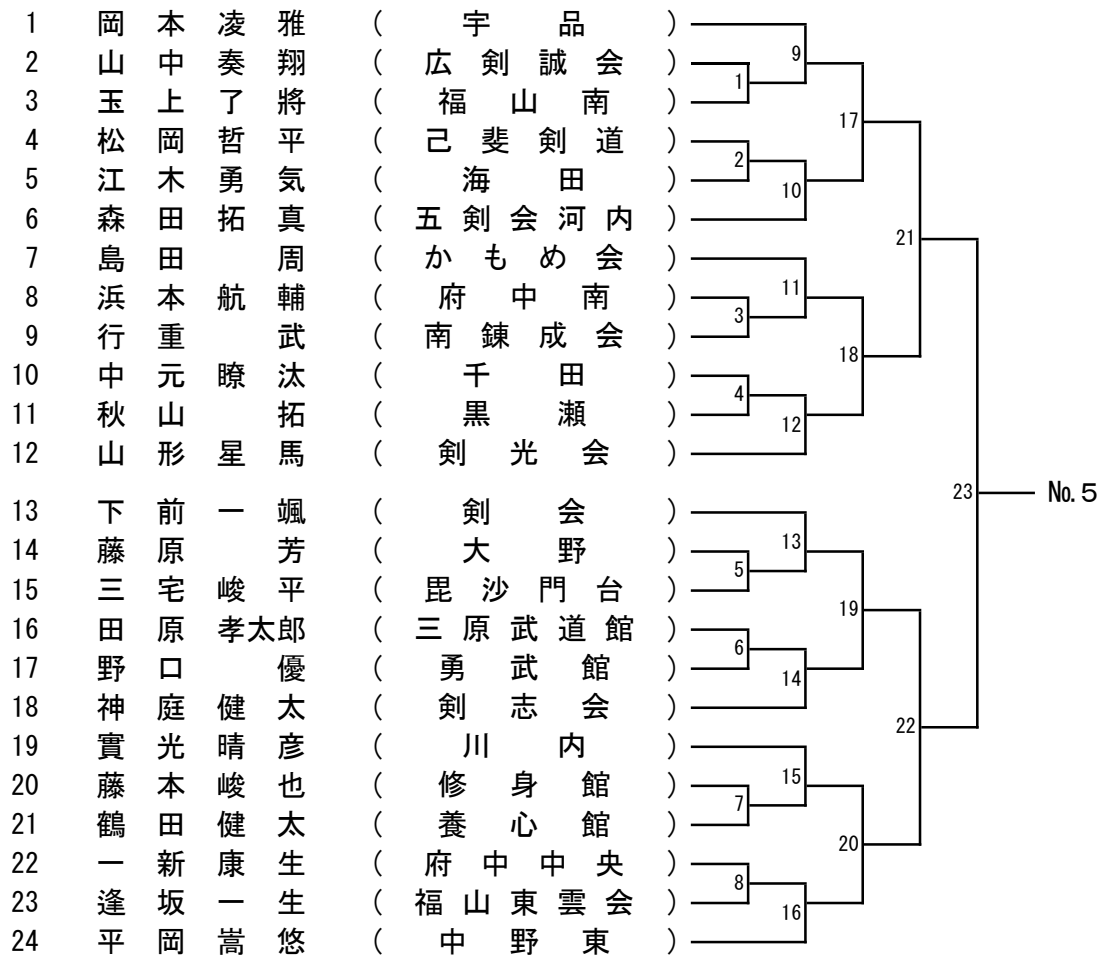 1 岡本凌雅 (宇品)
2 山中奏翔 (広剣誠会)
3 玉上了將 (福山南)
4 松岡哲平 (己斐剣道)
5 江木勇気 (海田)
6 森田拓真 (五剣会河内)
7 島田周 (かもめ会)
8 浜本航輔 (府中南)
9 行重武 (南錬成会)
10 中元瞭汰 (千田)
11 秋山拓 (黒瀬)
12 山形星馬 (剣光会)
13 下前一颯 (剣会)
14 藤原芳 (大野)
15 三宅峻平 (毘沙門台)
16 田原孝太郎 (三原武道館)
17 野口優 (勇武館)
18 神庭健太 (剣志会)
19 實光晴彦 (川内)
20 藤本峻也 (修身館)
21 鶴田健太 (養心館)
22 一新康生 (府中中央)
23 逢坂一生 (福山東雲会)
24 平岡嵩悠 (中野東)
1
2
3
4
5
6
7
8
9
10
11
12
13
14
15
16
17
18
19
20
21
22
23
№5